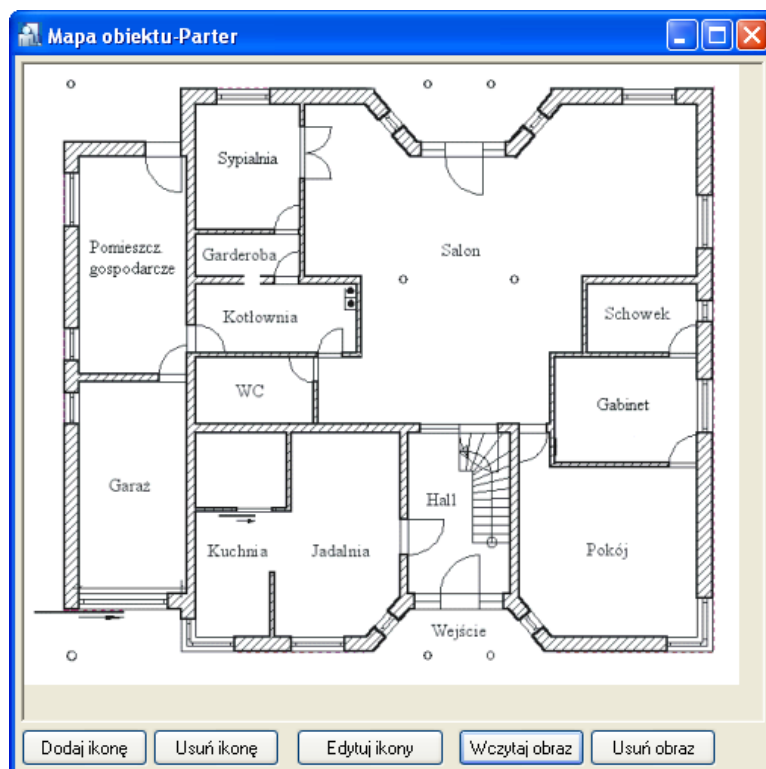 Mapa obiektu-Parter
Sypialnia
Pomieszcz.
gospodarcze
Garderoba
Salon
Kotłownia
Schowek
WC
Gabinet
Garaż
Hall
Kuchnia
Jadalnia
Pokój
Wejście
Dodaj ikonę
Usuń ikonę
Edytuj ikony
Wczytaj obraz
Usuń obraz